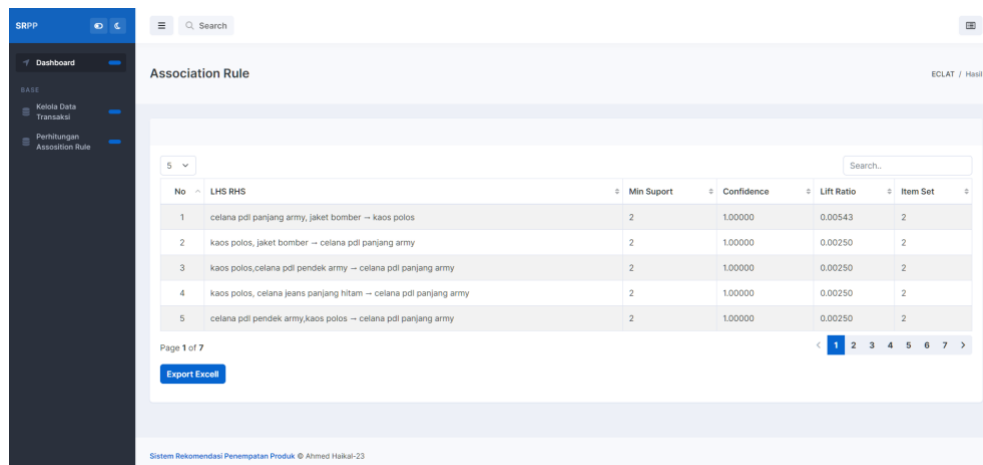 SRPP
Search
Dashboard
BASE
Kelola Data
Transaksi
Perhitungan
Assosition Rule
Association Rule
ECLAT / Hasil
5
Search..
No LHS RHS Min Suport Confidence Lift Ratio Item Set
1 celana pdl panjang army, jaket bomber → kaos polos 2 1.00000 0.00543 2
2 kaos polos, jaket bomber → celana pdl panjang army 2 1.00000 0.00250 2
3 kaos polos,celana pdl pendek army → celana pdl panjang army 2 1.00000 0.00250 2
4 kaos polos, celana jeans panjang hitam → celana pdl panjang army 2 1.00000 0.00250 2
5 celana pdl pendek army,kaos polos → celana pdl panjang army 2 1.00000 0.00250 2
Page 1 of 7
< 1 2 3 4 5 6 7 >
Export Excell
Sistem Rekomendasi Penempatan Produk © Ahmed Haikal-23